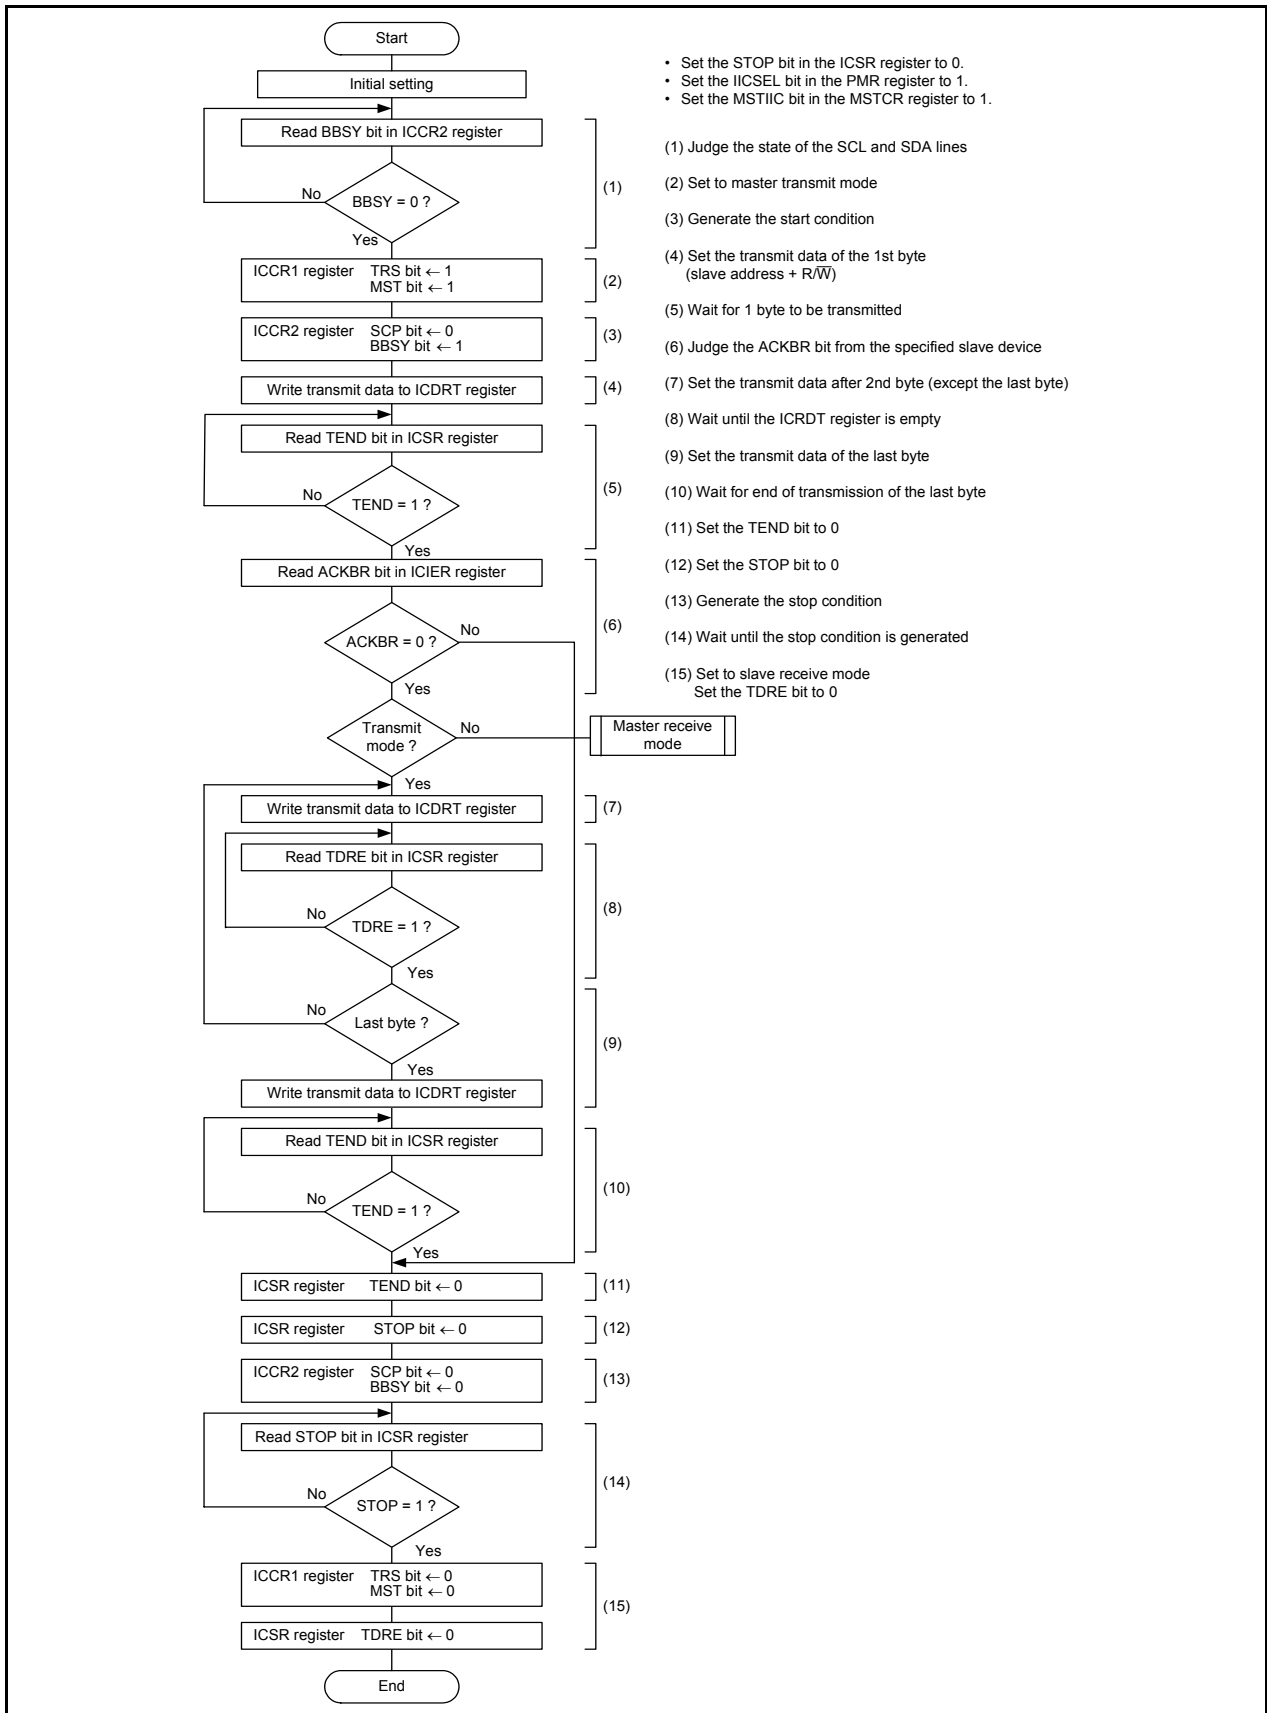 Start
Initial setting
Read BBSY bit in ICCR2 register
No
BBSY = 0 ?
Yes
(1)
ICCR1 register TRS bit ← 1
MST bit ← 1
(2)
ICCR2 register SCP bit ← 0
BBSY bit ← 1
(3)
Write transmit data to ICDRT register
(4)
Read TEND bit in ICSR register
No
TEND = 1 ?
Yes
(5)
Read ACKBR bit in ICIER register
ACKBR = 0 ?
No
Yes
(6)
Transmit
mode ?
No
Yes
Master receive
mode
Write transmit data to ICDRT register
(7)
Read TDRE bit in ICSR register
No
TDRE = 1 ?
Yes
(8)
No
Last byte ?
Yes
Write transmit data to ICDRT register
(9)
Read TEND bit in ICSR register
No
TEND = 1 ?
Yes
(10)
ICSR register TEND bit ← 0
(11)
ICSR register STOP bit ← 0
(12)
ICCR2 register SCP bit ← 0
BBSY bit ← 0
(13)
Read STOP bit in ICSR register
No
STOP = 1 ?
Yes
(14)
ICCR1 register TRS bit ← 0
MST bit ← 0
ICSR register TDRE bit ← 0
(15)
End
• Set the STOP bit in the ICSR register to 0.
• Set the IICSEL bit in the PMR register to 1.
• Set the MSTIIC bit in the MSTCR register to 1.
(1) Judge the state of the SCL and SDA lines
(2) Set to master transmit mode
(3) Generate the start condition
(4) Set the transmit data of the 1st byte
(slave address + R/W̅)
(5) Wait for 1 byte to be transmitted
(6) Judge the ACKBR bit from the specified slave device
(7) Set the transmit data after 2nd byte (except the last byte)
(8) Wait until the ICRDT register is empty
(9) Set the transmit data of the last byte
(10) Wait for end of transmission of the last byte
(11) Set the TEND bit to 0
(12) Set the STOP bit to 0
(13) Generate the stop condition
(14) Wait until the stop condition is generated
(15) Set to slave receive mode
Set the TDRE bit to 0